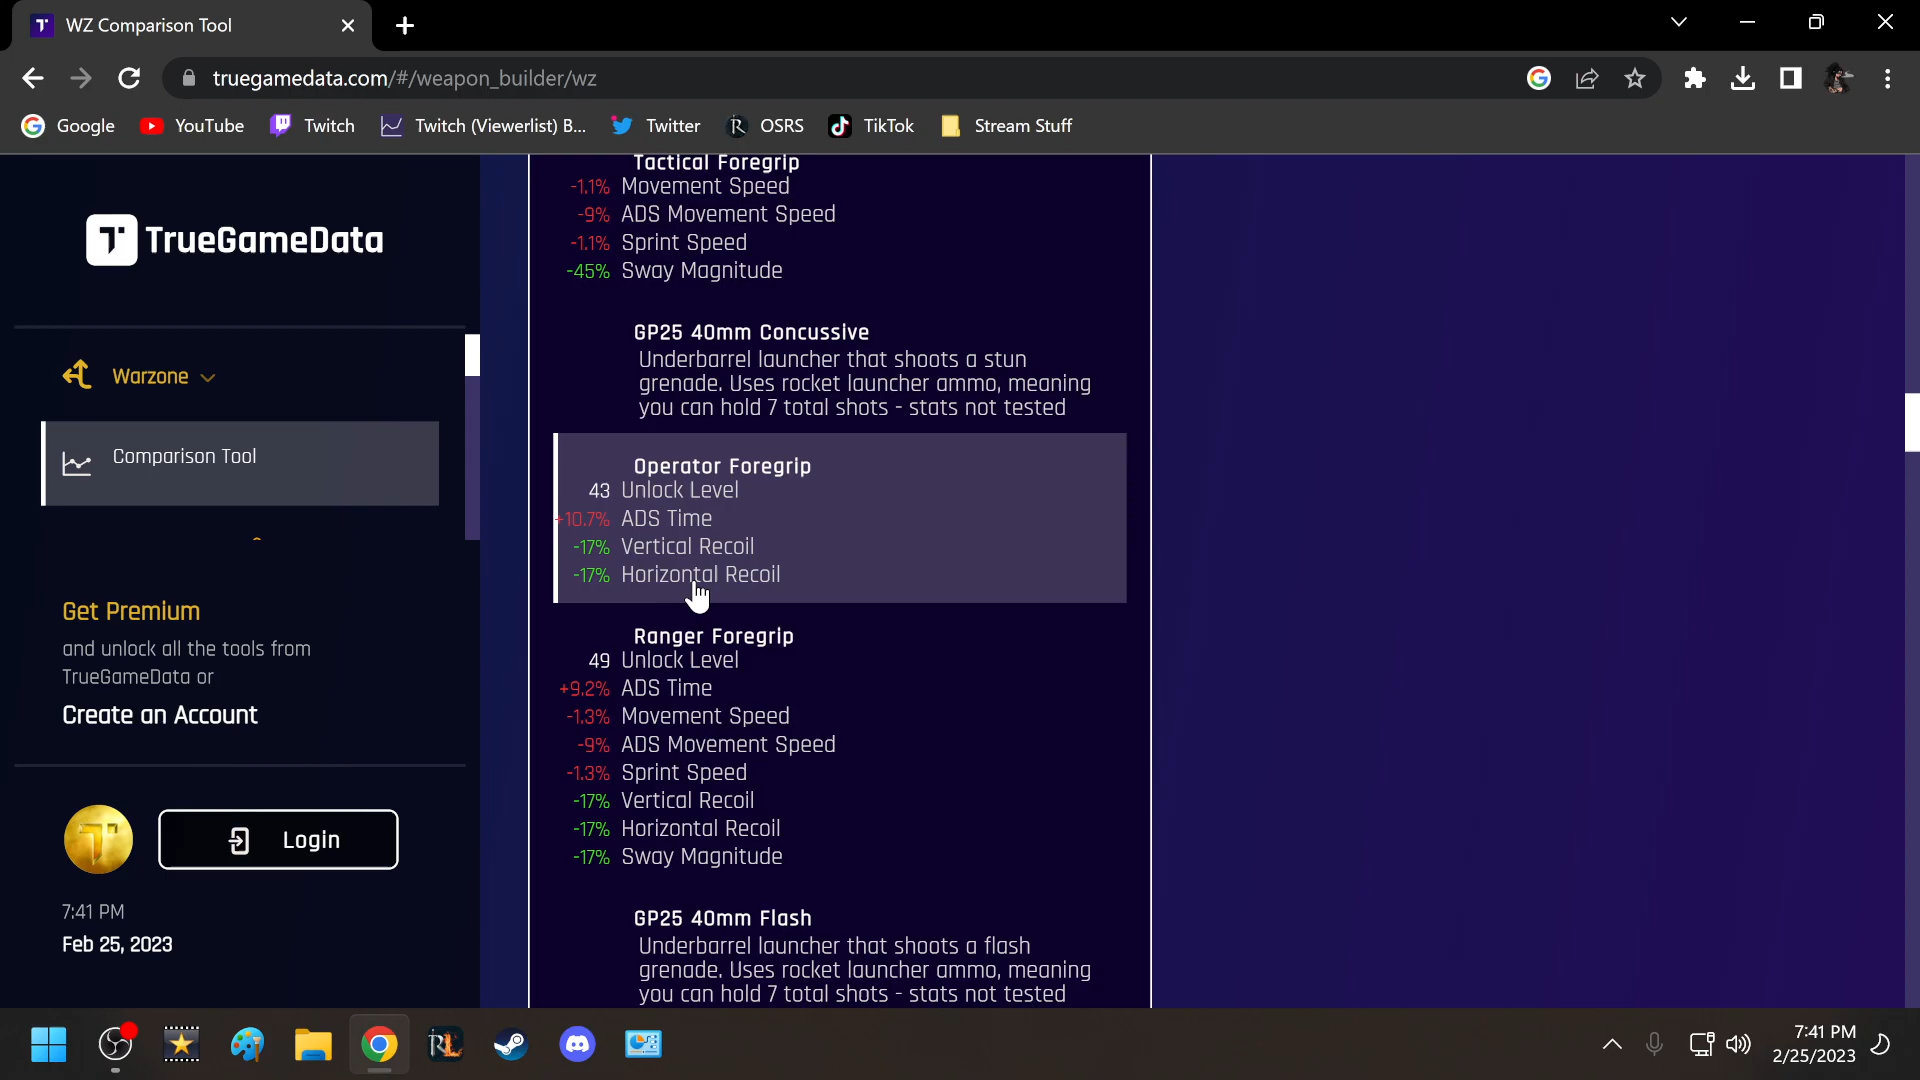 WZ Comparison Tool
truegamedata.com/#/weapon_builder/wz
Google YouTube Twitch Twitch (Viewerlist) B... Twitter OSRS TikTok Stream Stuff
TrueGameData
Warzone
Comparison Tool
Get Premium
and unlock all the tools from
TrueGameData or
Create an Account
Login
7:41 PM
Feb 25, 2023
Tactical Foregrip
-1.1% Movement Speed
-9% ADS Movement Speed
-1.1% Sprint Speed
-45% Sway Magnitude
GP25 40mm Concussive
Underbarrel launcher that shoots a stun
grenade. Uses rocket launcher ammo, meaning
you can hold 7 total shots - stats not tested
Operator Foregrip
43 Unlock Level
+10.7% ADS Time
-17% Vertical Recoil
-17% Horizontal Recoil
Ranger Foregrip
49 Unlock Level
+9.2% ADS Time
-1.3% Movement Speed
-9% ADS Movement Speed
-1.3% Sprint Speed
-17% Vertical Recoil
-17% Horizontal Recoil
-17% Sway Magnitude
GP25 40mm Flash
Underbarrel launcher that shoots a flash
grenade. Uses rocket launcher ammo, meaning
you can hold 7 total shots - stats not tested
7:41 PM
2/25/2023